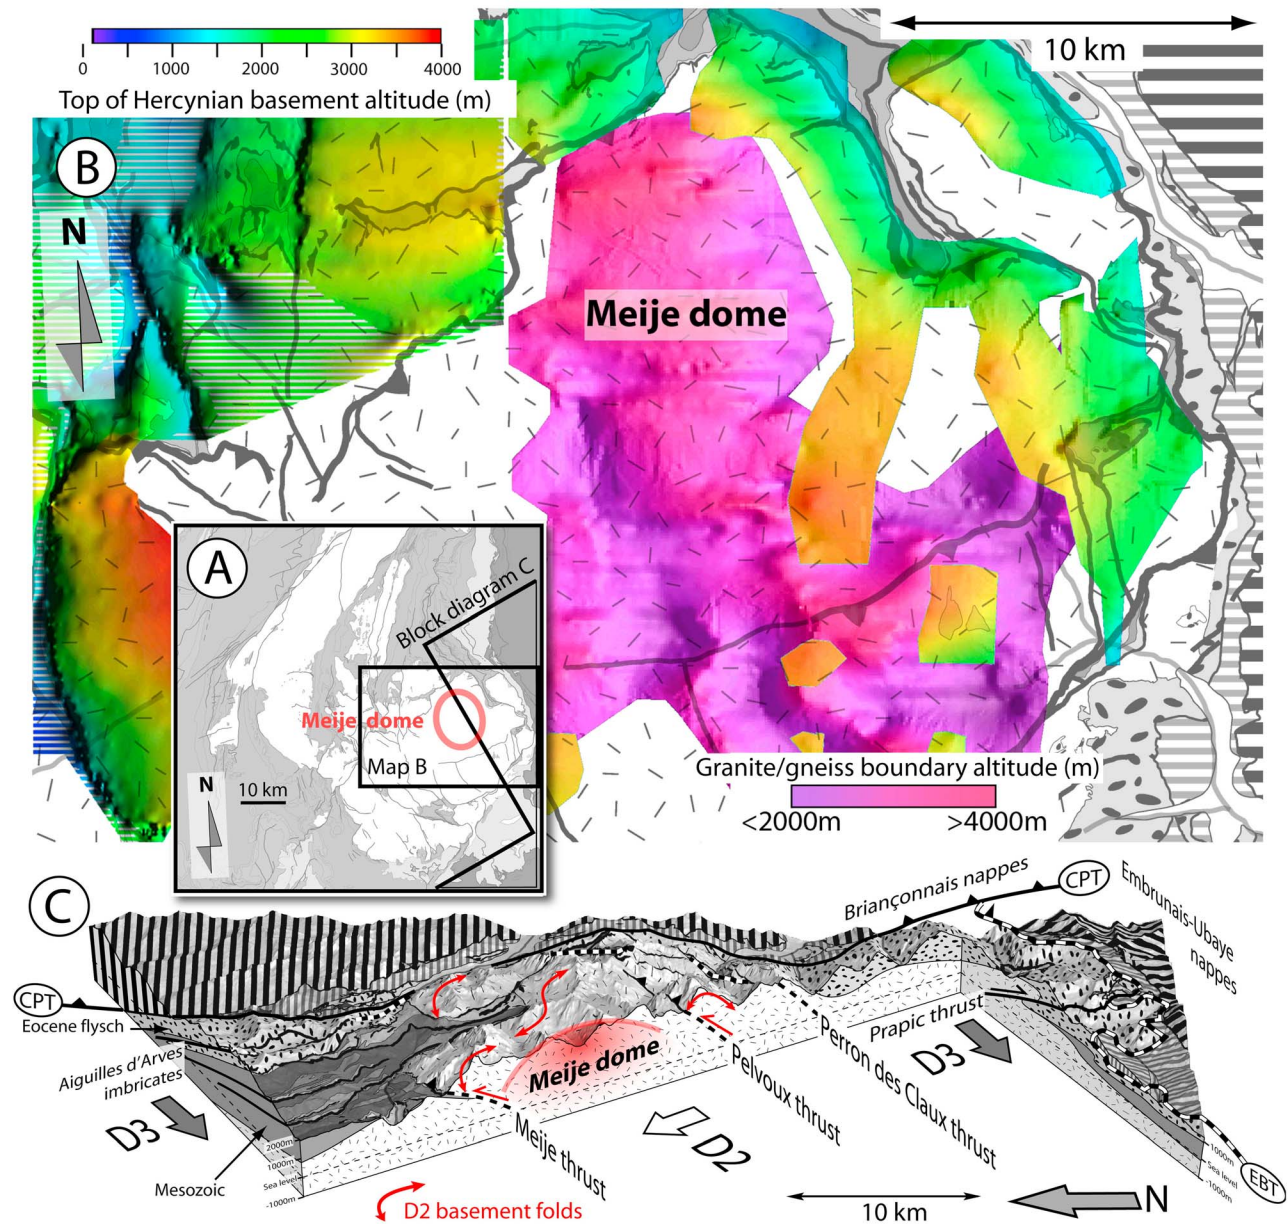 10 km
0
1000
2000
3000
4000
Top of Hercynian basement altitude (m)
B
N
Meije dome
A
Block diagram C
Meije dome
Map B
N
10 km
Granite/gneiss boundary altitude (m)
<2000m
>4000m
C
CPT
Briançonnais nappes
Embrunais-Ubaye
nappes
CPT
Eocene flysch
Aiguilles d'Arves
imbricates
D3
Mesozoic
2000m
1000m
Sea level
-1000m
Meije dome
Meije thrust
Pelvoux thrust
Perron des Claux thrust
Prapic thrust
D3
D2
1000m
Sea level
-1000m
EBT
D2 basement folds
10 km
N